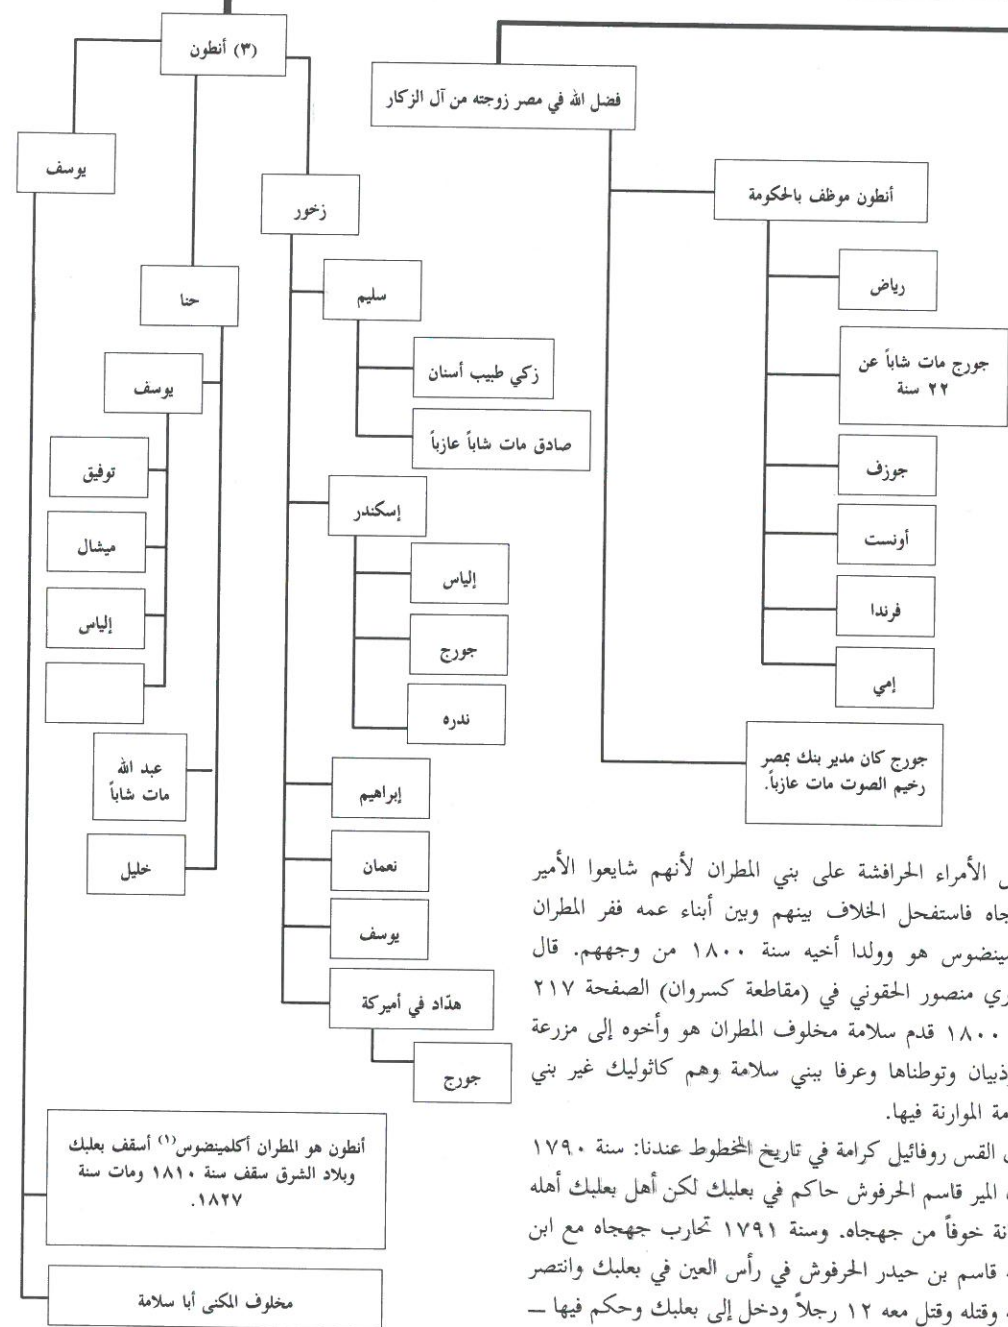 (٣) أنطون
فضل الله في مصر زوجته من آل الزكار
أنطون موظف بالحكومة
رياض
جورج مات شاباً عن
٢٢ سنة
جوزف
أونست
فرندا
إمي
جورج كان مدير بنك بمصر
رخيم الصوت مات عازباً.
زخور
سليم
زكي طبيب أسنان
صادق مات شاباً عازباً
إسكندر
إلياس
جورج
ندره
إبراهيم
نعمان
يوسف
هدّاد في أميركة
جورج
حنا
يوسف
توفيق
ميشال
إلياس
عبد الله
مات شاباً
خليل
يوسف
أنطون هو المطران أكلمينضوس(١) أسقف بعلبك
وبلاد الشرق سقف سنة ١٨١٠ ومات سنة
١٨٢٧.
مخلوف المكنى أبا سلامة
الأمراء الحرافشة على بني المطران لأنهم شايعوا الأمير
جاه فاستفحل الخلاف بينهم وبين أبناء عمه ففر المطران
ينضوس هو وولدا أخيه سنة ١٨٠٠ من وجههم. قال
ري منصور الحقوني في (مقاطعة كسروان) الصفحة ٢١٧
١٨٠٠ قدم سلامة مخلوف المطران هو وأخوه إلى مزرعة
ذبيان وتوطناها وعرفا ببني سلامة وهم كاثوليك غير بني
مة الموارنة فيها.
القس روفائيل كرامة في تاريخ المخطوط عندنا: سنة ١٧٩٠
المير قاسم الحرفوش حاكم في بعلبك لكن أهل بعلبك أهله
انة خوفاً من جهجاه. وسنة ١٧٩١ تحارب جهجاه مع ابن
قاسم بن حيدر الحرفوش في رأس العين في بعلبك وانتصر
وقتله وقتل معه ١٢ رجلاً ودخل إلى بعلبك وحكم فيها ــ